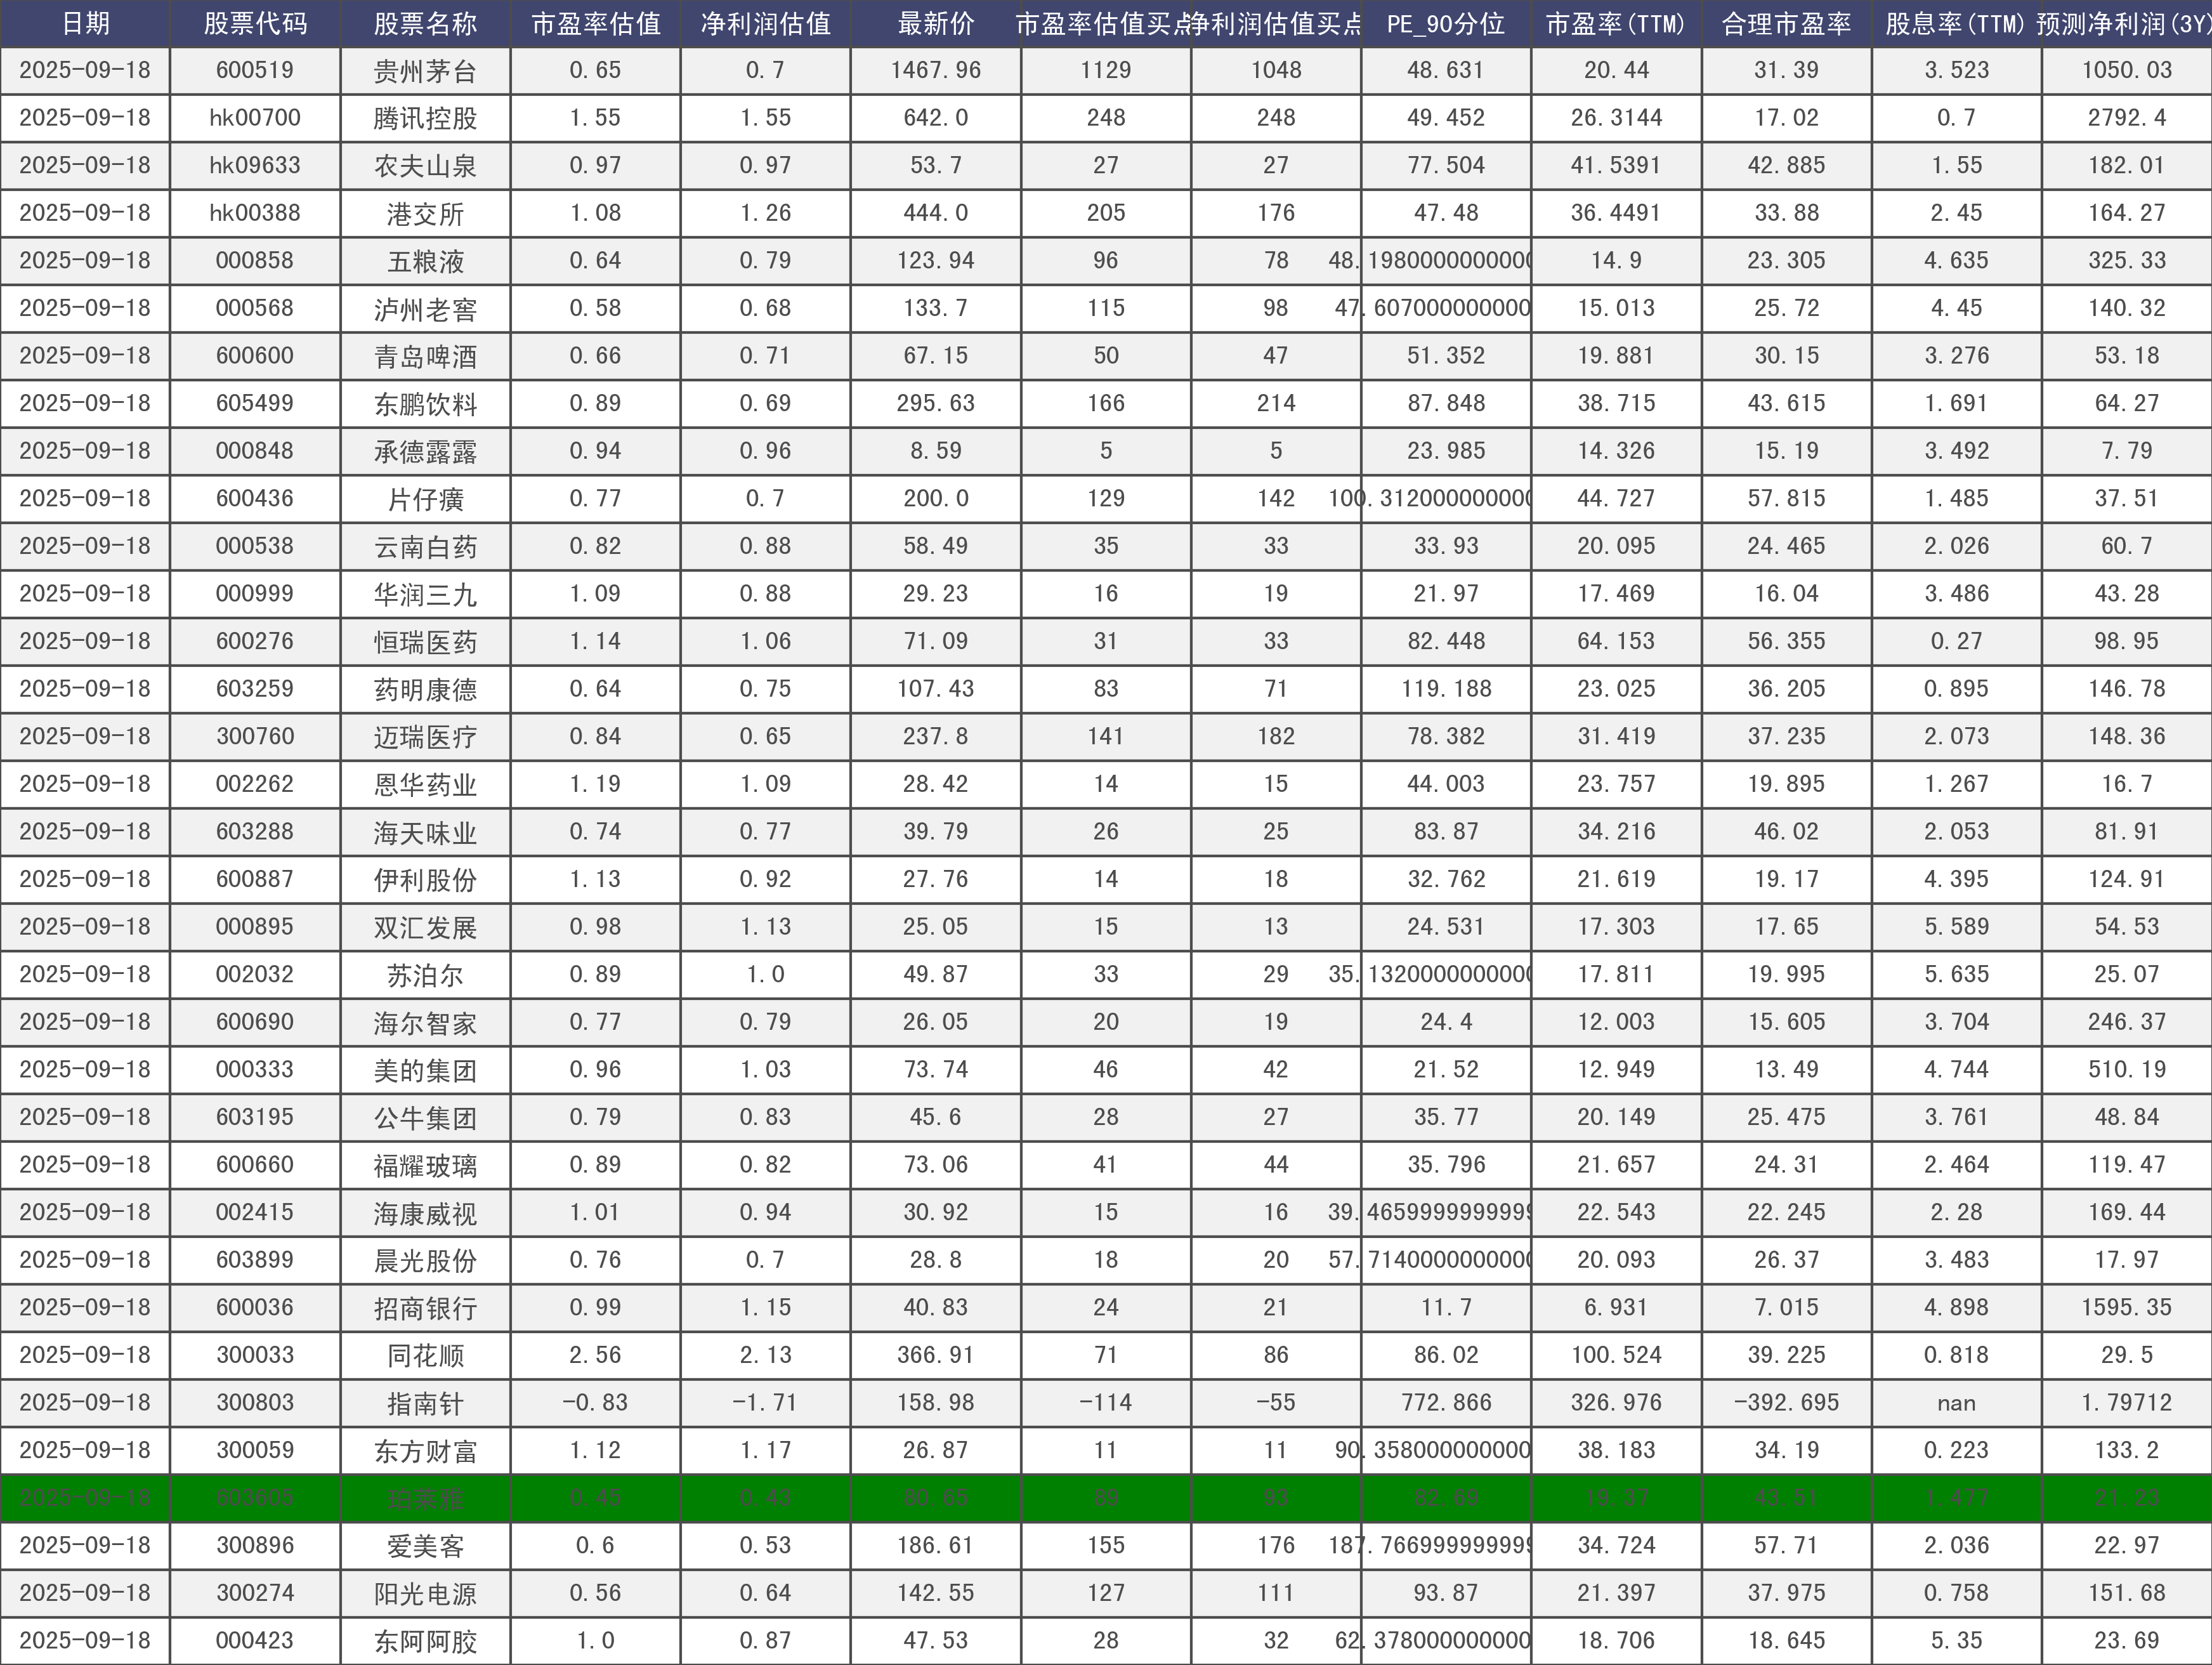 日期 股票代码 股票名称 市盈率估值 净利润估值 最新价 市盈率估值买点 净利润估值买点 PE_90分位 市盈率(TTM) 合理市盈率 股息率(TTM) 预测净利润(3Y)
2025-09-18 600519 贵州茅台 0.65 0.7 1467.96 1129 1048 48.631 20.44 31.39 3.523 1050.03
2025-09-18 hk00700 腾讯控股 1.55 1.55 642.0 248 248 49.452 26.3144 17.02 0.7 2792.4
2025-09-18 hk09633 农夫山泉 0.97 0.97 53.7 27 27 77.504 41.5391 42.885 1.55 182.01
2025-09-18 hk00388 港交所 1.08 1.26 444.0 205 176 47.48 36.4491 33.88 2.45 164.27
2025-09-18 000858 五粮液 0.64 0.79 123.94 96 78 48.1980000000000 14.9 23.305 4.635 325.33
2025-09-18 000568 泸州老窖 0.58 0.68 133.7 115 98 47.607000000000 15.013 25.72 4.45 140.32
2025-09-18 600600 青岛啤酒 0.66 0.71 67.15 50 47 51.352 19.881 30.15 3.276 53.18
2025-09-18 605499 东鹏饮料 0.89 0.69 295.63 166 214 87.848 38.715 43.615 1.691 64.27
2025-09-18 000848 承德露露 0.94 0.96 8.59 5 5 23.985 14.326 15.19 3.492 7.79
2025-09-18 600436 片仔癀 0.77 0.7 200.0 129 142 100.312000000000 44.727 57.815 1.485 37.51
2025-09-18 000538 云南白药 0.82 0.88 58.49 35 33 33.93 20.095 24.465 2.026 60.7
2025-09-18 000999 华润三九 1.09 0.88 29.23 16 19 21.97 17.469 16.04 3.486 43.28
2025-09-18 600276 恒瑞医药 1.14 1.06 71.09 31 33 82.448 64.153 56.355 0.27 98.95
2025-09-18 603259 药明康德 0.64 0.75 107.43 83 71 119.188 23.025 36.205 0.895 146.78
2025-09-18 300760 迈瑞医疗 0.84 0.65 237.8 141 182 78.382 31.419 37.235 2.073 148.36
2025-09-18 002262 恩华药业 1.19 1.09 28.42 14 15 44.003 23.757 19.895 1.267 16.7
2025-09-18 603288 海天味业 0.74 0.77 39.79 26 25 83.87 34.216 46.02 2.053 81.91
2025-09-18 600887 伊利股份 1.13 0.92 27.76 14 18 32.762 21.619 19.17 4.395 124.91
2025-09-18 000895 双汇发展 0.98 1.13 25.05 15 13 24.531 17.303 17.65 5.589 54.53
2025-09-18 002032 苏泊尔 0.89 1.0 49.87 33 29 35.1320000000000 17.811 19.995 5.635 25.07
2025-09-18 600690 海尔智家 0.77 0.79 26.05 20 19 24.4 12.003 15.605 3.704 246.37
2025-09-18 000333 美的集团 0.96 1.03 73.74 46 42 21.52 12.949 13.49 4.744 510.19
2025-09-18 603195 公牛集团 0.79 0.83 45.6 28 27 35.77 20.149 25.475 3.761 48.84
2025-09-18 600660 福耀玻璃 0.89 0.82 73.06 41 44 35.796 21.657 24.31 2.464 119.47
2025-09-18 002415 海康威视 1.01 0.94 30.92 15 16 39.4659999999999 22.543 22.245 2.28 169.44
2025-09-18 603899 晨光股份 0.76 0.7 28.8 18 20 57.7140000000000 20.093 26.37 3.483 17.97
2025-09-18 600036 招商银行 0.99 1.15 40.83 24 21 11.7 6.931 7.015 4.898 1595.35
2025-09-18 300033 同花顺 2.56 2.13 366.91 71 86 86.02 100.524 39.225 0.818 29.5
2025-09-18 300803 指南针 -0.83 -1.71 158.98 -114 -55 772.866 326.976 -392.695 nan 1.79712
2025-09-18 300059 东方财富 1.12 1.17 26.87 11 11 90.358000000000 38.183 34.19 0.223 133.2
2025-09-18 603605 珀莱雅 0.45 0.43 80.65 89 93 62.69 19.37 43.51 1.477 21.23
2025-09-18 300896 爱美客 0.6 0.53 186.61 155 176 187.766999999999 34.724 57.71 2.036 22.97
2025-09-18 300274 阳光电源 0.56 0.64 142.55 127 111 93.87 21.397 37.975 0.758 151.68
2025-09-18 000423 东阿阿胶 1.0 0.87 47.53 28 32 62.378000000000 18.706 18.645 5.35 23.69